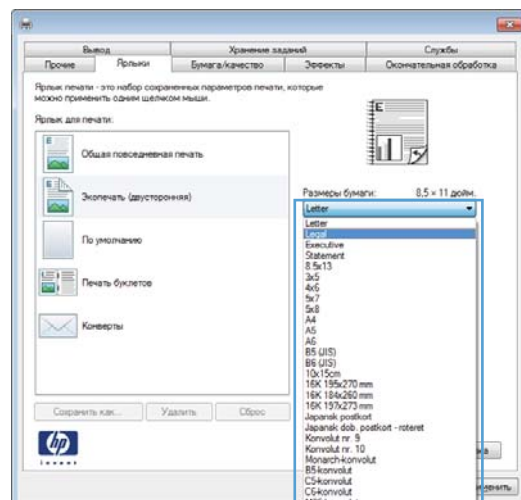 Вывод
Хранение заданий
Службы
Прочие
Ярлыки
Бумага/качество
Эффекты
Окончательная обработка
Ярлык печати - это набор сохраненных параметров печати, которые
можно применить одним щелчком мыши.
Ярлык для печати:
Общая повседневная печать
Экопечать (двусторонняя)
По умолчанию
Печать буклетов
Конверты
Сохранить как...
Удалить
Сброс
hp
invent
E
Размеры бумаги:
8,5 × 11 дюйм.
Letter
Letter
Legal
Executive
Statement
8.5x13
3x5
4x6
5x7
5x8
A4
A5
A6
B5 (JIS)
B6 (JIS)
10x15cm
16K 195x270 mm
16K 184x260 mm
16K 197x273 mm
Japansk postkort
Japansk dob. postkort - roteret
Konvolut nr. 9
Konvolut nr. 10
Monarch-konvolut
B5-konvolut
C5-konvolut
C6-konvolut